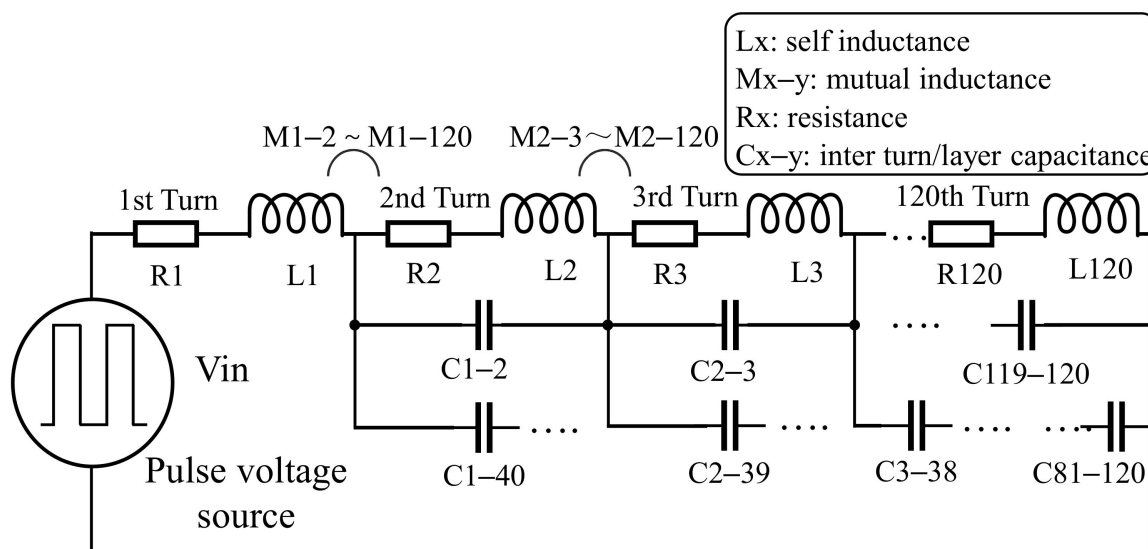 Lx: self inductance
Mx–y: mutual inductance
Rx: resistance
Cx–y: inter turn/layer capacitance
M1–2 ~ M1–120
M2–3～M2–120
1st Turn
2nd Turn
3rd Turn
120th Turn
R1
L1
R2
L2
R3
L3
R120
L120
Vin
C1–2
C2–3
C119–120
C1–40
C2–39
C3–38
C81–120
Pulse voltage
source